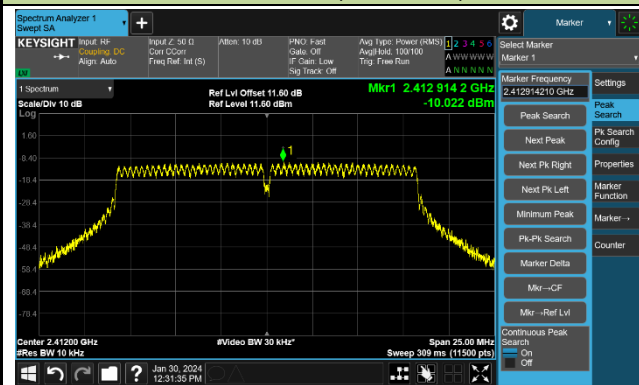 Spectrum Analyzer 1
Swept SA
Marker
KEYSIGHT
Input: RF
Coupling: DC
Align: Auto
Input Z: 50 Ω
Corr CCorr
Freq Ref: Int (S)
Atten: 10 dB
PNO: Fast
Gate: Off
IF Gain: Low
Sig Track: Off
Avg Type: Power (RMS)
Avg|Hold: 100/100
Trig: Free Run
1 2 3 4 5 6
A W W W W W
A N N N N N
Select Marker
Marker 1
LXI
1 Spectrum
Scale/Div 10 dB
Log
Ref Lvl Offset 11.60 dB
Ref Level 11.60 dBm
Mkr1 2.412 914 2 GHz
-10.022 dBm
1
1.60
-8.40
-18.4
-28.4
-38.4
-48.4
-58.4
-68.4
-78.4
Center 2.41200 GHz
#Res BW 10 kHz
#Video BW 30 kHz*
Span 25.00 MHz
Sweep 309 ms (11500 pts)
Marker Frequency
2.412914210 GHz
Peak Search
Next Peak
Next Pk Right
Next Pk Left
Minimum Peak
Pk-Pk Search
Marker Delta
Mkr→CF
Mkr→Ref Lvl
Continuous Peak
Search
On
Off
Settings
Peak
Search
Pk Search
Config
Properties
Marker
Function
Marker→
Counter
?
Jan 30, 2024
12:31:35 PM